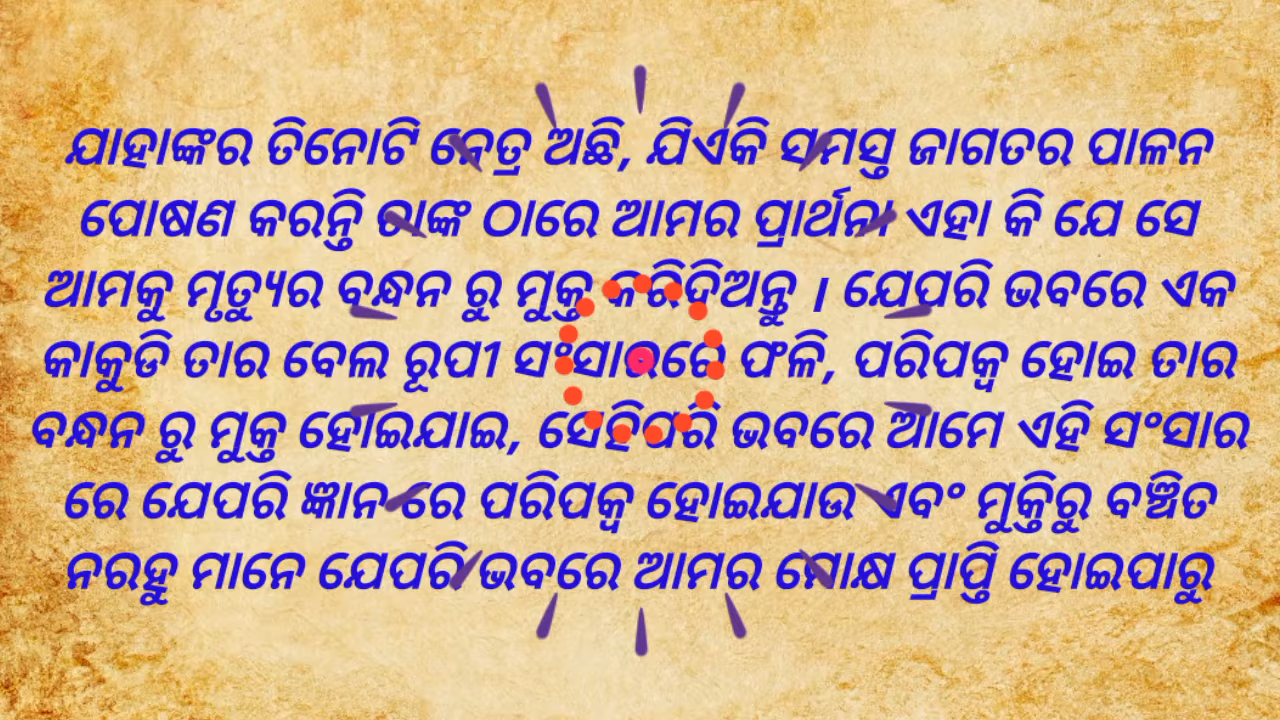 ଯାହାଙ୍କର ତିନୋଟି ନେତ୍ର ଅଛି, ଯିଏକି ସମସ୍ତ ଜାଗତର ପାଳନ
ପୋଷଣ କରନ୍ତି ତାଙ୍କ ଠାରେ ଆମର ପ୍ରାର୍ଥନା ଏହା କି ଯେ ସେ
ଆମକୁ ମୃତ୍ୟୁର ବନ୍ଧନ ରୁ ମୁକ୍ତ କରିଦିଅନ୍ତୁ । ଯେପରି ଭବରେ ଏକ
କାକୁଡି ତାର ବେଲ ରୂପୀ ସଂସାରରେ ଫଳି, ପରିପକ୍ୱ ହୋଇ ତାର
ବନ୍ଧନ ରୁ ମୁକ୍ତ ହୋଇଯାଇ, ସେହିପରି ଭବରେ ଆମେ ଏହି ସଂସାର
ରେ ଯେପରି ଜ୍ଞାନ ରେ ପରିପକ୍ୱ ହୋଇଯାଉ ଏବଂ ମୁକ୍ତିରୁ ବଞ୍ଚିତ
ନରହୁ ମାନେ ଯେପରି ଭବରେ ଆମର ମୋକ୍ଷ ପ୍ରାପ୍ତି ହୋଇପାରୁ